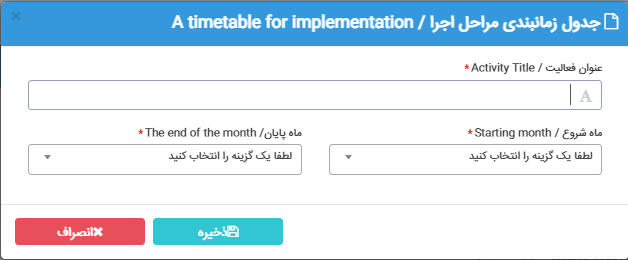 جدول زمانبندی مراحل اجرا / A timetable for implementation
عنوان فعالیت / Activity Title *
ماه شروع / Starting month *
ماه پایان/ The end of the month *
لطفا یک گزینه را انتخاب کنید
لطفا یک گزینه را انتخاب کنید
ذخیره
انصراف